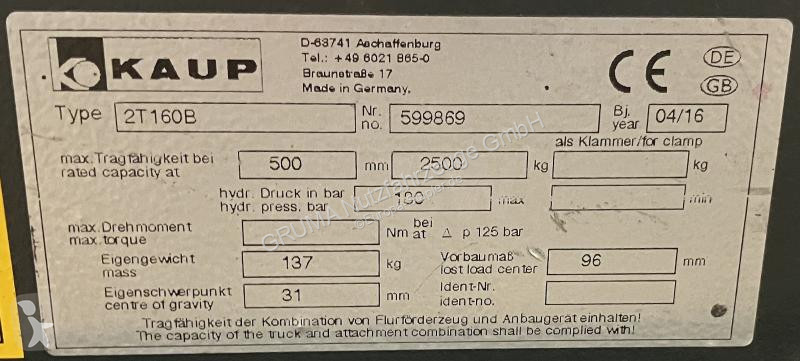 KAUP
D-63741 Aschaffenburg
Tel.: +49 6021 865-0
Braunstraße 17
Made in Germany.
CE
DE
GB
Type 2T160B Nr. no. 599869 Bj. year 04/16
als Klammer/for clamp
max. Tragfähigkeit bei
rated capacity at 500 mm 2500 kg kg
hydr. Druck in bar
hydr. press. bar max min
max. Drehmoment
max. torque Nm bei at Δ p 125 bar
Eigengewicht
mass 137 kg Vorbaumaß
lost load center 96 mm
Eigenschwerpunkt
centre of gravity 31 mm Ident-Nr.
ident-no.
Tragfähigkeit der Kombination von Flurförderzeug und Anbaugerät einhalten!
The capacity of the truck and attachment combination shall be complied with!
GRUMA Nutzfahrzeuge GmbH